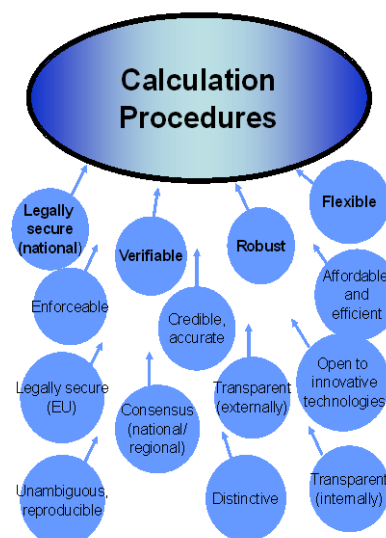 Calculation
Procedures
Legally
secure
(national)
Verifiable
Robust
Flexible
Enforceable
Credible,
accurate
Affordable
and
efficient
Legally secure
(EU)
Consensus
(national/
regional)
Transparent
(externally)
Open to
innovative
technologies
Unambiguous,
reproducible
Distinctive
Transparent
(internally)